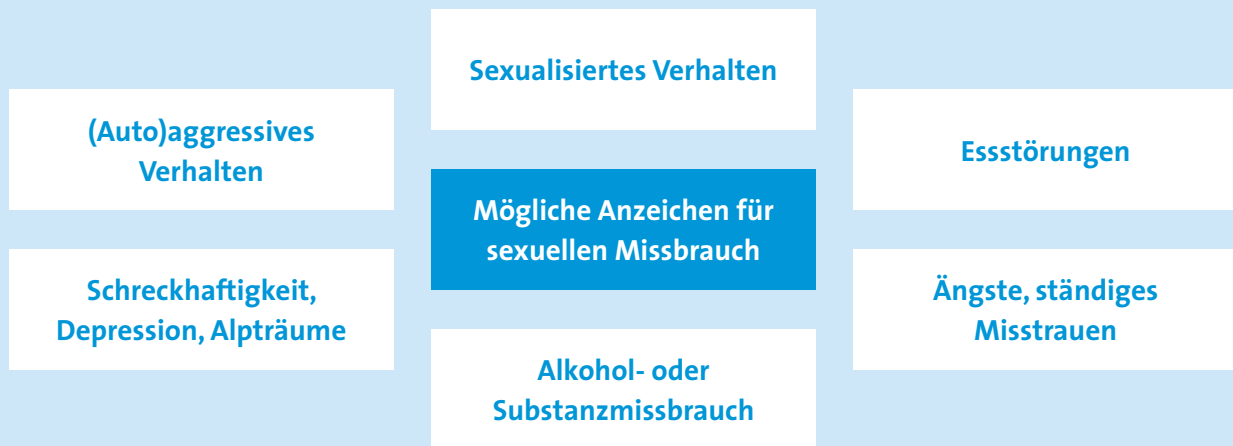 Sexualisiertes Verhalten
(Auto)aggressives
Verhalten
Essstörungen
Mögliche Anzeichen für
sexuellen Missbrauch
Schreckhaftigkeit,
Depression, Alpträume
Ängste, ständiges
Misstrauen
Alkohol- oder
Substanzmissbrauch